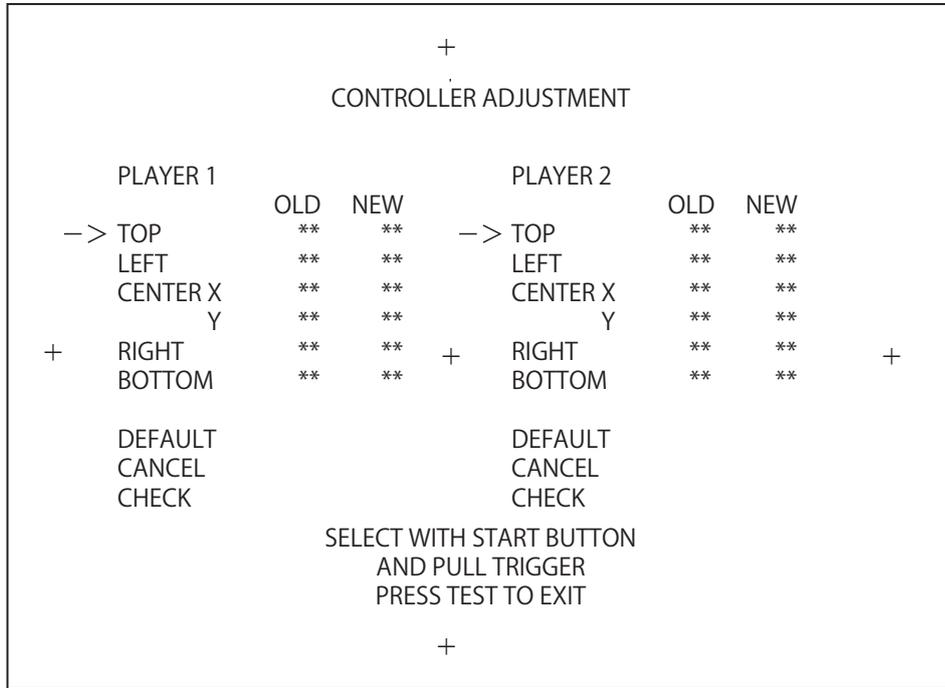 +
CONTROLLER ADJUSTMENT
PLAYER 1 PLAYER 2
OLD NEW OLD NEW
—> TOP ** ** —> TOP ** **
LEFT ** ** LEFT ** **
CENTER X ** ** CENTER X ** **
Y ** ** Y ** **
+ RIGHT ** ** + RIGHT ** ** +
BOTTOM ** ** BOTTOM ** **
DEFAULT DEFAULT
CANCEL CANCEL
CHECK CHECK
SELECT WITH START BUTTON
AND PULL TRIGGER
PRESS TEST TO EXIT
+